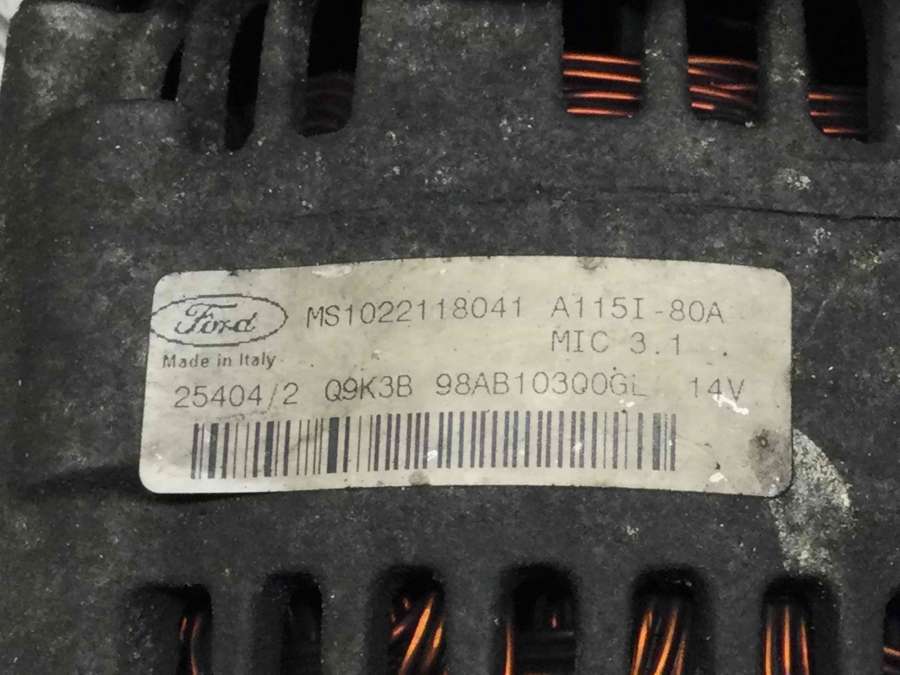 Ford MS1022118041 A115I-80A
Made in Italy MIC 3.1
25404/2 Q9K3B 98AB10300GL 14V